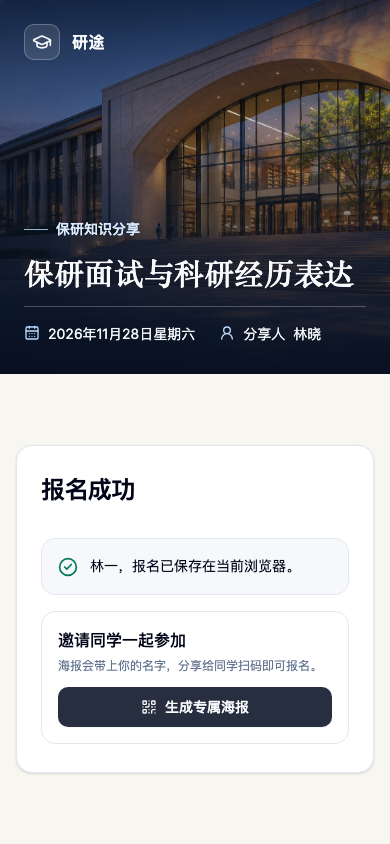 研途
保研知识分享
保研面试与科研经历表达
2026年11月28日星期六
分享人 林晓
报名成功
林一，报名已保存在当前浏览器。
邀请同学一起参加
海报会带上你的名字，分享给同学扫码即可报名。
生成专属海报